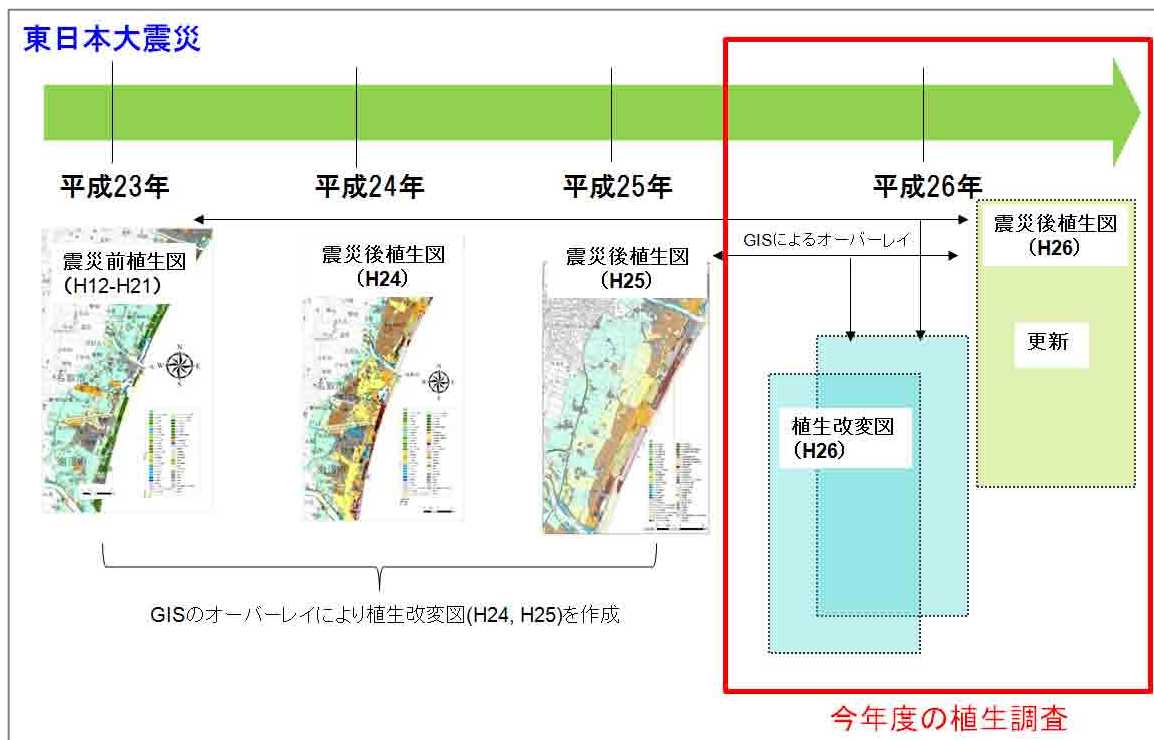 東日本大震災
平成23年
平成24年
平成25年
平成26年
震災前植生図
(H12-H21)
震災後植生図
(H24)
震災後植生図
(H25)
GISによるオーバーレイ
震災後植生図
(H26)
更新
植生改変図
(H26)
GISのオーバーレイにより植生改変図(H24, H25)を作成
今年度の植生調査